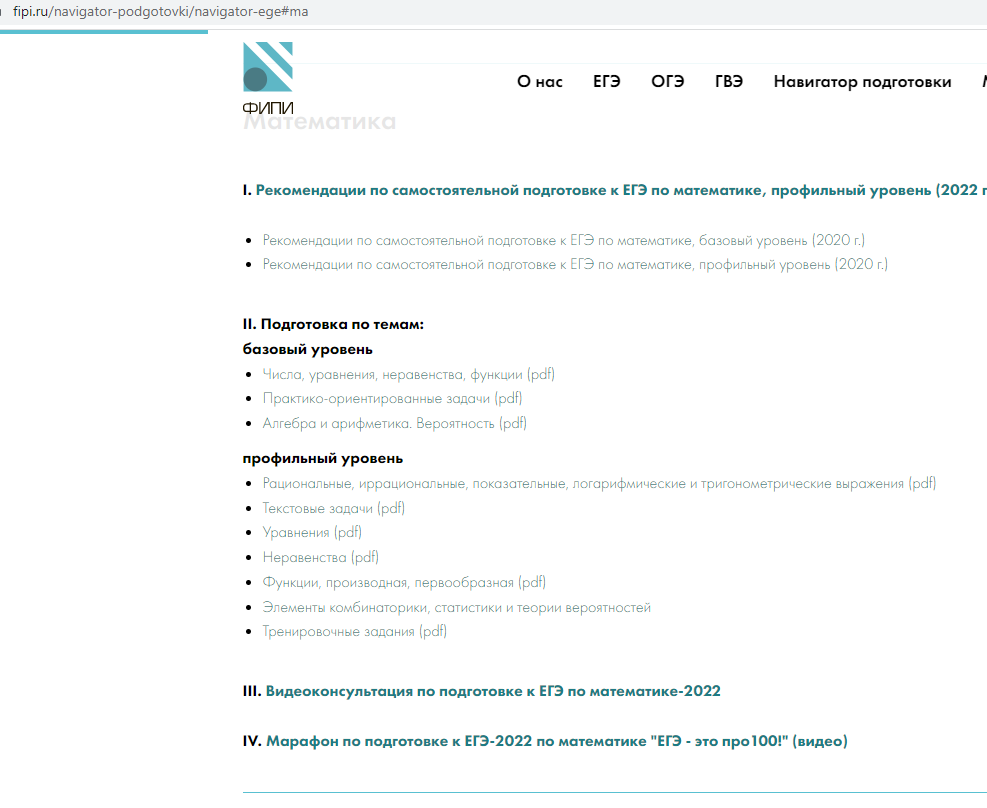 fipi.ru/navigator-podgotovki/navigator-ege#ma
ФИПИ
О нас ЕГЭ ОГЭ ГВЭ Навигатор подготовки
Математика
I. Рекомендации по самостоятельной подготовке к ЕГЭ по математике, профильный уровень (2022 г
Рекомендации по самостоятельной подготовке к ЕГЭ по математике, базовый уровень (2020 г.)
Рекомендации по самостоятельной подготовке к ЕГЭ по математике, профильный уровень (2020 г.)
II. Подготовка по темам:
базовый уровень
Числа, уравнения, неравенства, функции (pdf)
Практико-ориентированные задачи (pdf)
Алгебра и арифметика. Вероятность (pdf)
профильный уровень
Рациональные, иррациональные, показательные, логарифмические и тригонометрические выражения (pdf)
Текстовые задачи (pdf)
Уравнения (pdf)
Неравенства (pdf)
Функции, производная, первообразная (pdf)
Элементы комбинаторики, статистики и теории вероятностей
Тренировочные задания (pdf)
III. Видеоконсультация по подготовке к ЕГЭ по математике-2022
IV. Марафон по подготовке к ЕГЭ-2022 по математике "ЕГЭ - это про100!" (видео)